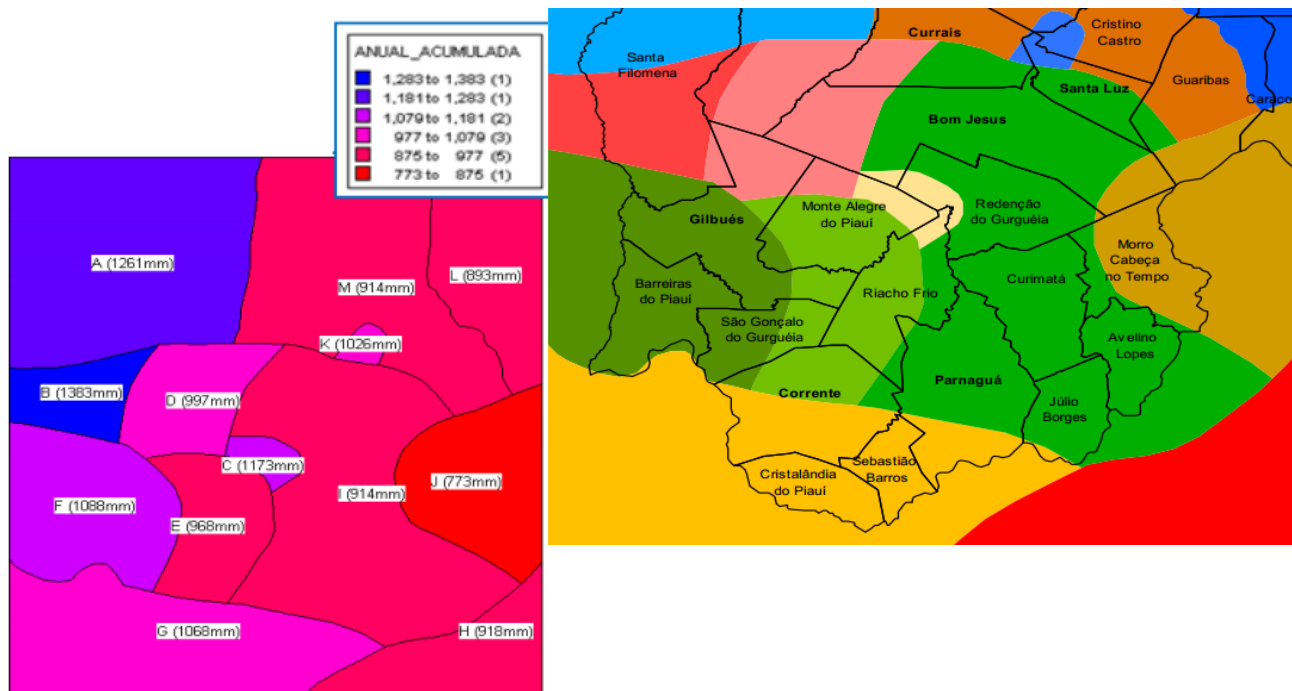 ANUAL_ACUMULADA
1,283 to 1,383 (1)
1,181 to 1,283 (1)
1,079 to 1,181 (2)
977 to 1,079 (3)
875 to 977 (5)
773 to 875 (1)
A (1261mm)
L (893mm)
M (914mm)
K (1026mm)
B (1383mm)
D (997mm)
C (1173mm)
J (773mm)
I (914mm)
F (1088mm)
E (968mm)
G (1068mm)
H (918mm)
Santa
Filomena
Currais
Cristino
Castro
Guaribas
Santa Luz
Caraco
Bom Jesus
Gilbués
Monte Alegre
do Piauí
Redenção
do Gurguéia
Morro
Cabeça
no Tempo
Barreiras
do Piauí
Riacho Frio
Curimatá
São Gonçalo
do Gurguéia
Avelino
Lopes
Corrente
Parnaguá
Júlio
Borges
Cristalândia
do Piauí
Sebastião
Barros